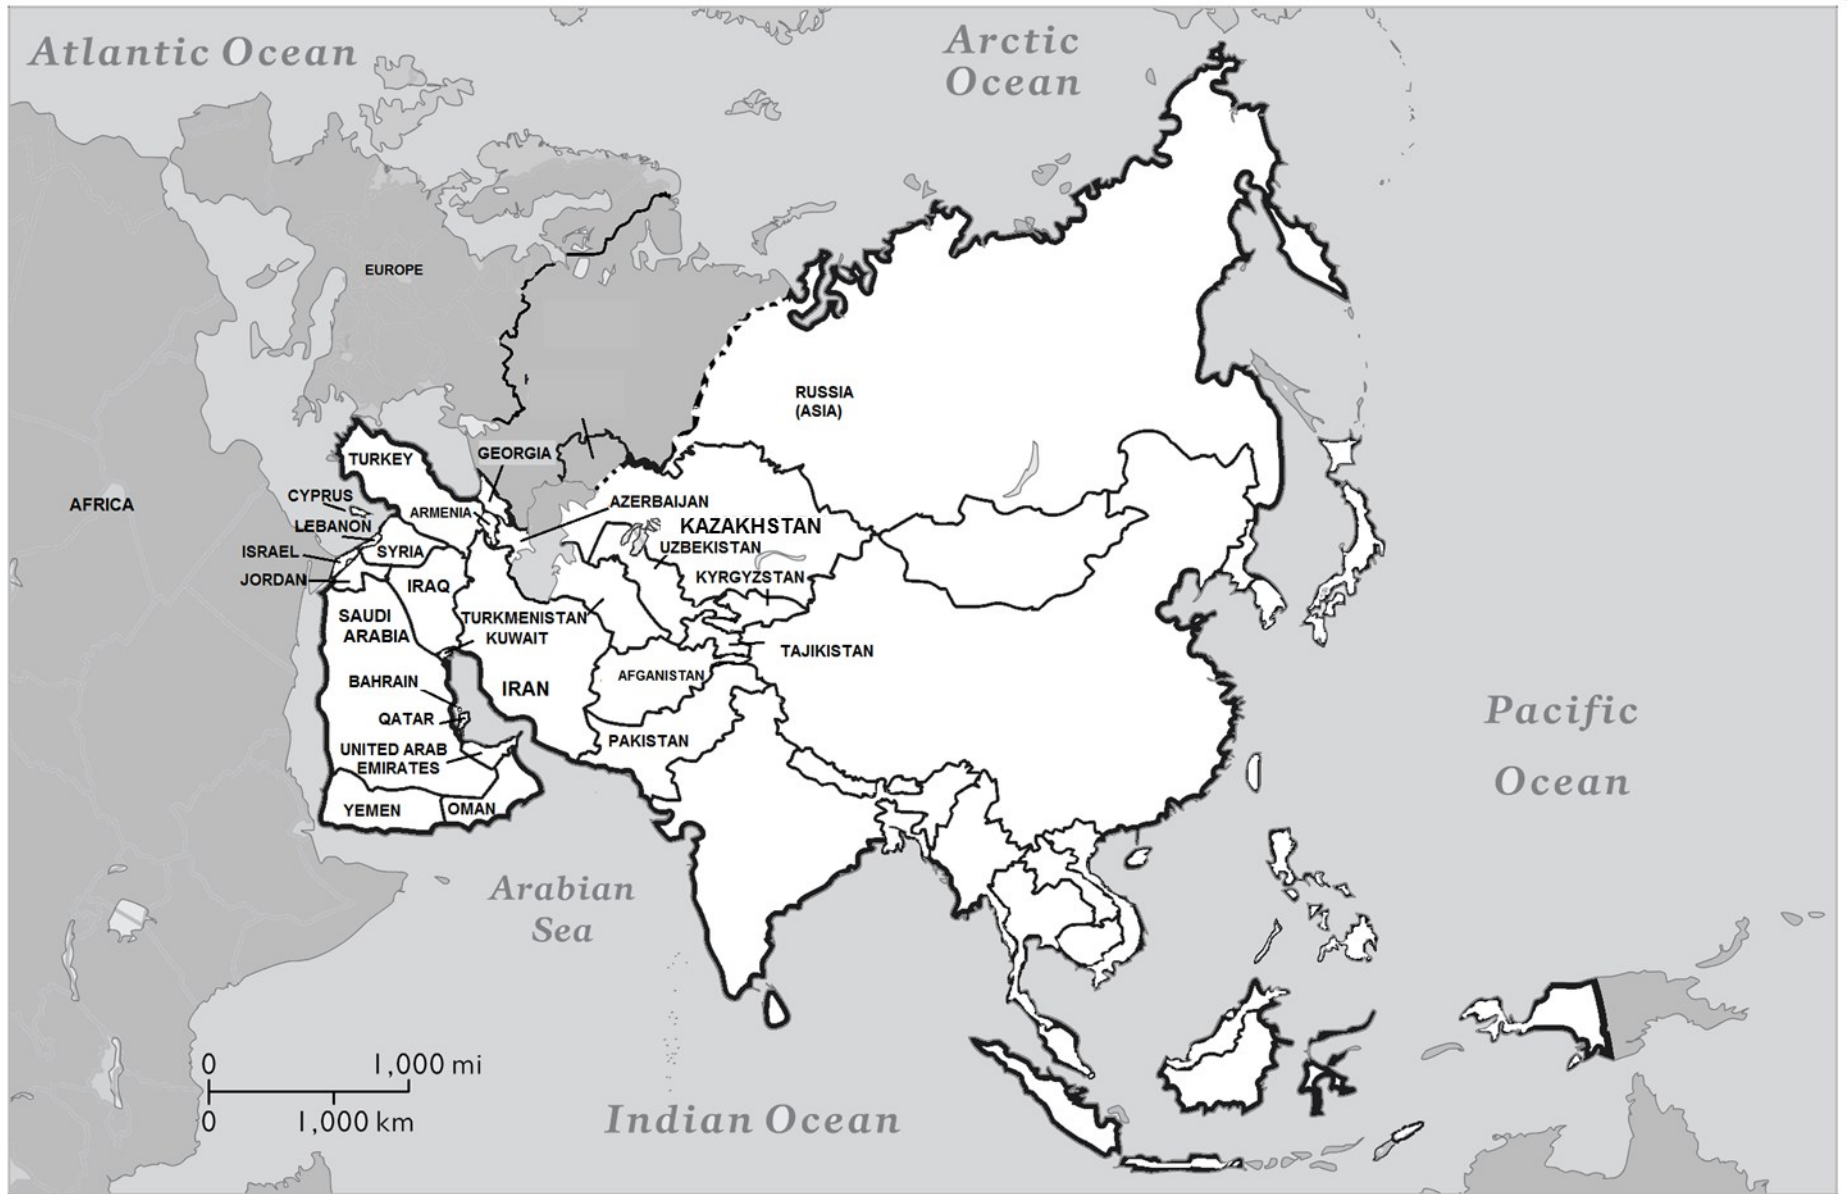 Atlantic Ocean
Arctic
Ocean
EUROPE
RUSSIA
(ASIA)
GEORGIA
TURKEY
CYPRUS
AZERBAIJAN
AFRICA
ARMENIA
LEBANON
KAZAKHSTAN
ISRAEL
SYRIA
UZBEKISTAN
JORDAN
IRAQ
KYRGYZSTAN
SAUDI
ARABIA
TURKMENISTAN
KUWAIT
TAJIKISTAN
BAHRAIN
IRAN
AFGANISTAN
QATAR
PAKISTAN
UNITED ARAB
EMIRATES
YEMEN
OMAN
Pacific
Ocean
Arabian
Sea
0 1,000 mi
0 1,000 km
Indian Ocean